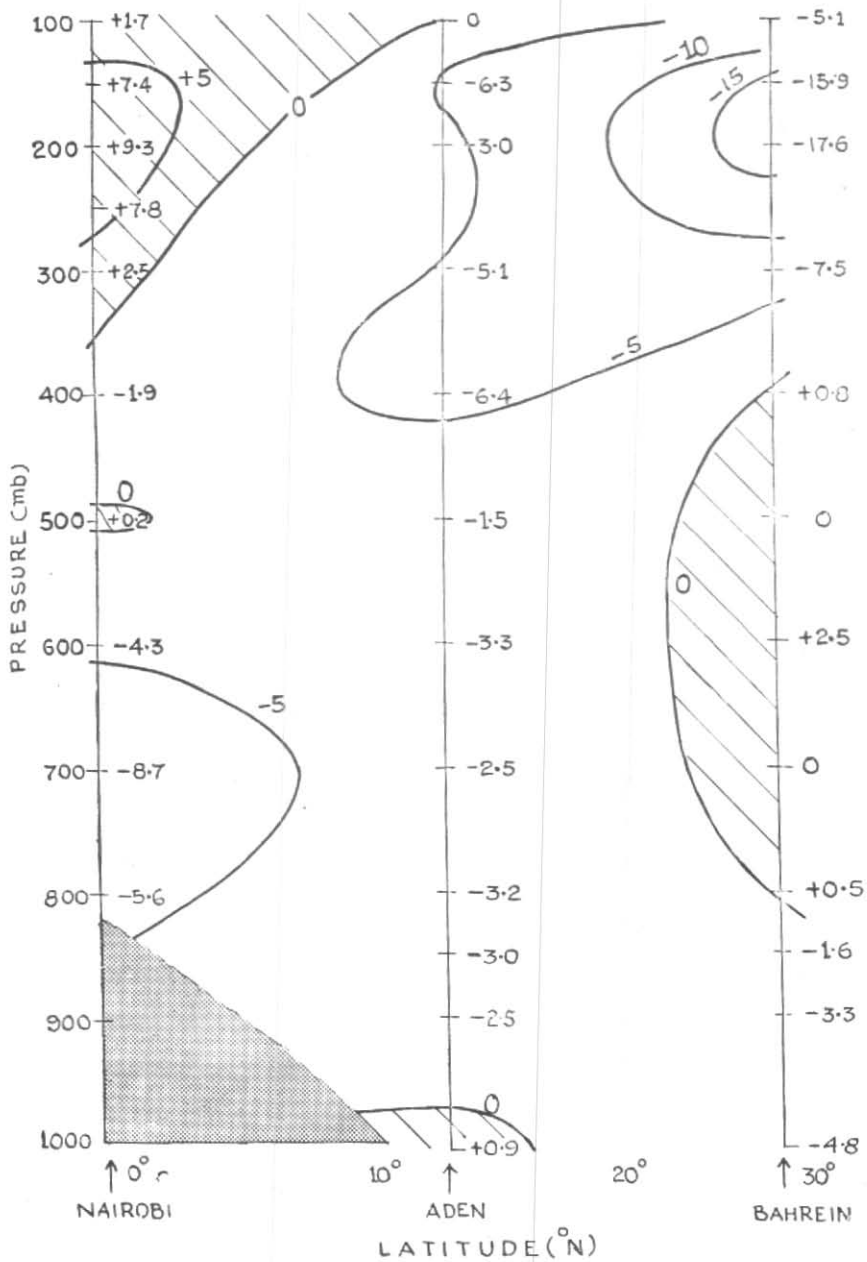 100 +1.7 0 -5.1
-10
+7.4 +5 -6.3 -15 -15.9
0
200 +9.3 -3.0 -17.6
+7.8
300 +2.5 -5.1 -7.5
-5
400 -1.9 -6.4 +0.8
0
500 +0.2 -1.5 0
0
600 -4.3 -3.3 +2.5
-5
700 -8.7 -2.5 0
800 -5.6 -3.2 +0.5
-3.0 -1.6
900 -2.5 -3.3
0
1000 +0.9 -4.8
0° 10° 20° 30°
NAIROBI ADEN BAHREIN
LATITUDE (°N)
PRESSURE (mb)